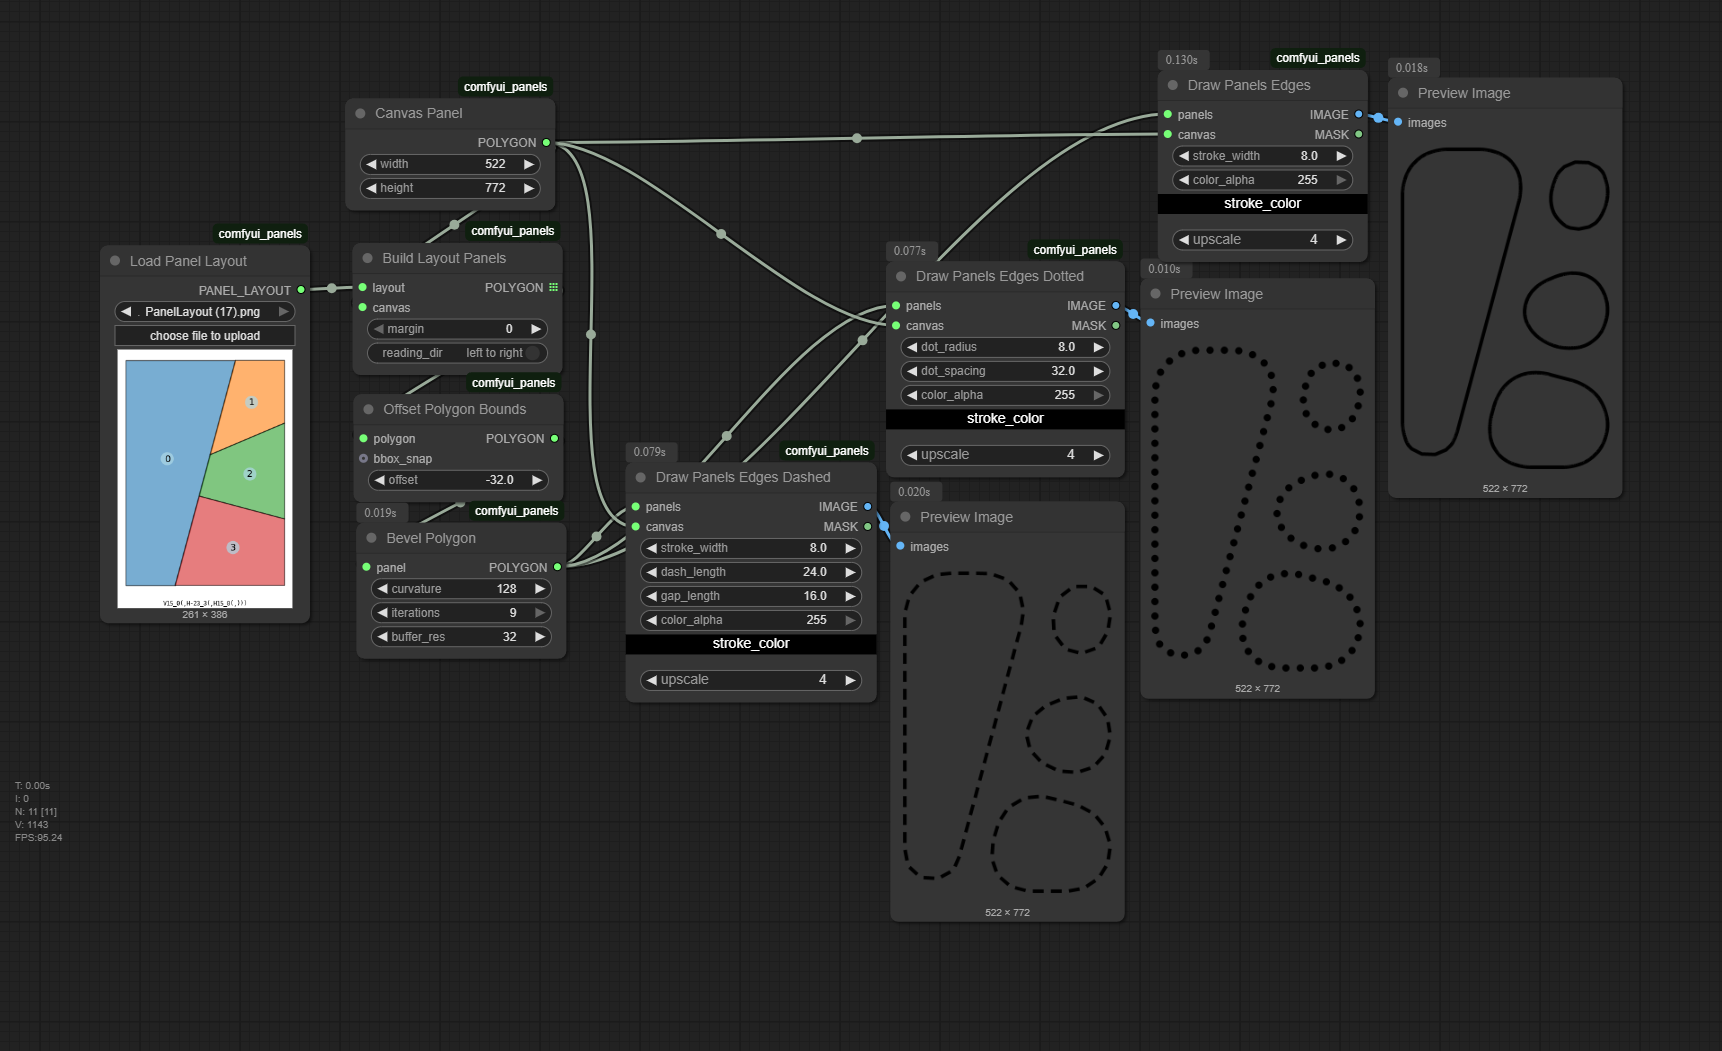 comfyui_panels
Canvas Panel
POLYGON
width 522
height 772
comfyui_panels
Load Panel Layout
PANEL_LAYOUT
. PanelLayout (17).png
choose file to upload
0
1
2
3
261 × 386
comfyui_panels
Build Layout Panels
layout POLYGON
canvas
margin 0
reading_dir left to right
comfyui_panels
Offset Polygon Bounds
polygon POLYGON
bbox_snap
offset -32.0
0.019s comfyui_panels
Bevel Polygon
panel POLYGON
curvature 128
iterations 9
buffer_res 32
0.079s comfyui_panels
Draw Panels Edges Dashed
panels IMAGE
canvas MASK
stroke_width 8.0
dash_length 24.0
gap_length 16.0
color_alpha 255
stroke_color
upscale 4
0.020s
Preview Image
images
522 × 772
0.077s comfyui_panels
Draw Panels Edges Dotted
panels IMAGE
canvas MASK
dot_radius 8.0
dot_spacing 32.0
color_alpha 255
stroke_color
upscale 4
0.010s
Preview Image
images
522 × 772
0.130s comfyui_panels
Draw Panels Edges
panels IMAGE
canvas MASK
stroke_width 8.0
color_alpha 255
stroke_color
upscale 4
0.018s
Preview Image
images
522 × 772
T: 0.00s
I: 0
N: 11 [11]
V: 1143
FPS:95.24